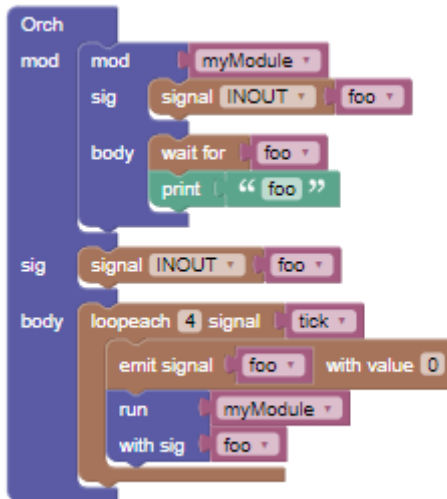 Orch
mod mod myModule
sig signal INOUT foo
body wait for foo
print “ foo ”
sig signal INOUT foo
body loopeach 4 signal tick
emit signal foo with value 0
run myModule
with sig foo